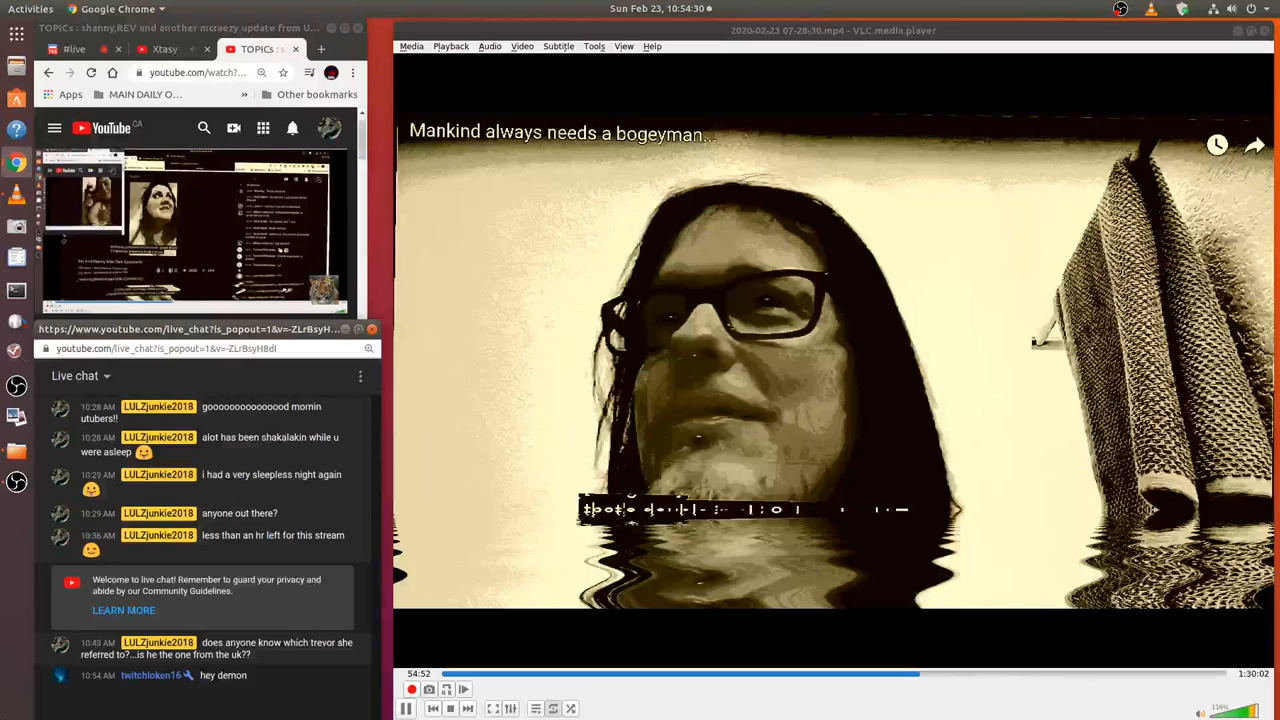 Activities
Google Chrome
Sun Feb 23, 10:54:30
TOPICs : shanny,REV and another mcraezy update from U...
#live
Xtasy
TOPICs : s
youtube.com/watch?...
Apps
MAIN DAILY O...
»
Other bookmarks
YouTube CA
https://www.youtube.com/live_chat?is_popout=1&v=-ZLrBsyH...
youtube.com/live_chat?is_popout=1&v=-ZLrBsyH8dI
Live chat
10:28 AM LULZjunkie2018 gooooooooooooood mornin
utubers!!
10:28 AM LULZjunkie2018 alot has been shakalakin while u
were asleep
10:29 AM LULZjunkie2018 i had a very sleepless night again
10:29 AM LULZjunkie2018 anyone out there?
10:36 AM LULZjunkie2018 less than an hr left for this stream
Welcome to live chat! Remember to guard your privacy and
abide by our Community Guidelines.
LEARN MORE
10:43 AM LULZjunkie2018 does anyone know which trevor she
referred to?...is he the one from the uk??
10:54 AM twitchloken16 hey demon
2020-02-23 07-28-30.mp4 - VLC media player
Media Playback Audio Video Subtitle Tools View Help
Mankind always needs a bogeyman...
54:52
1:30:02
116%